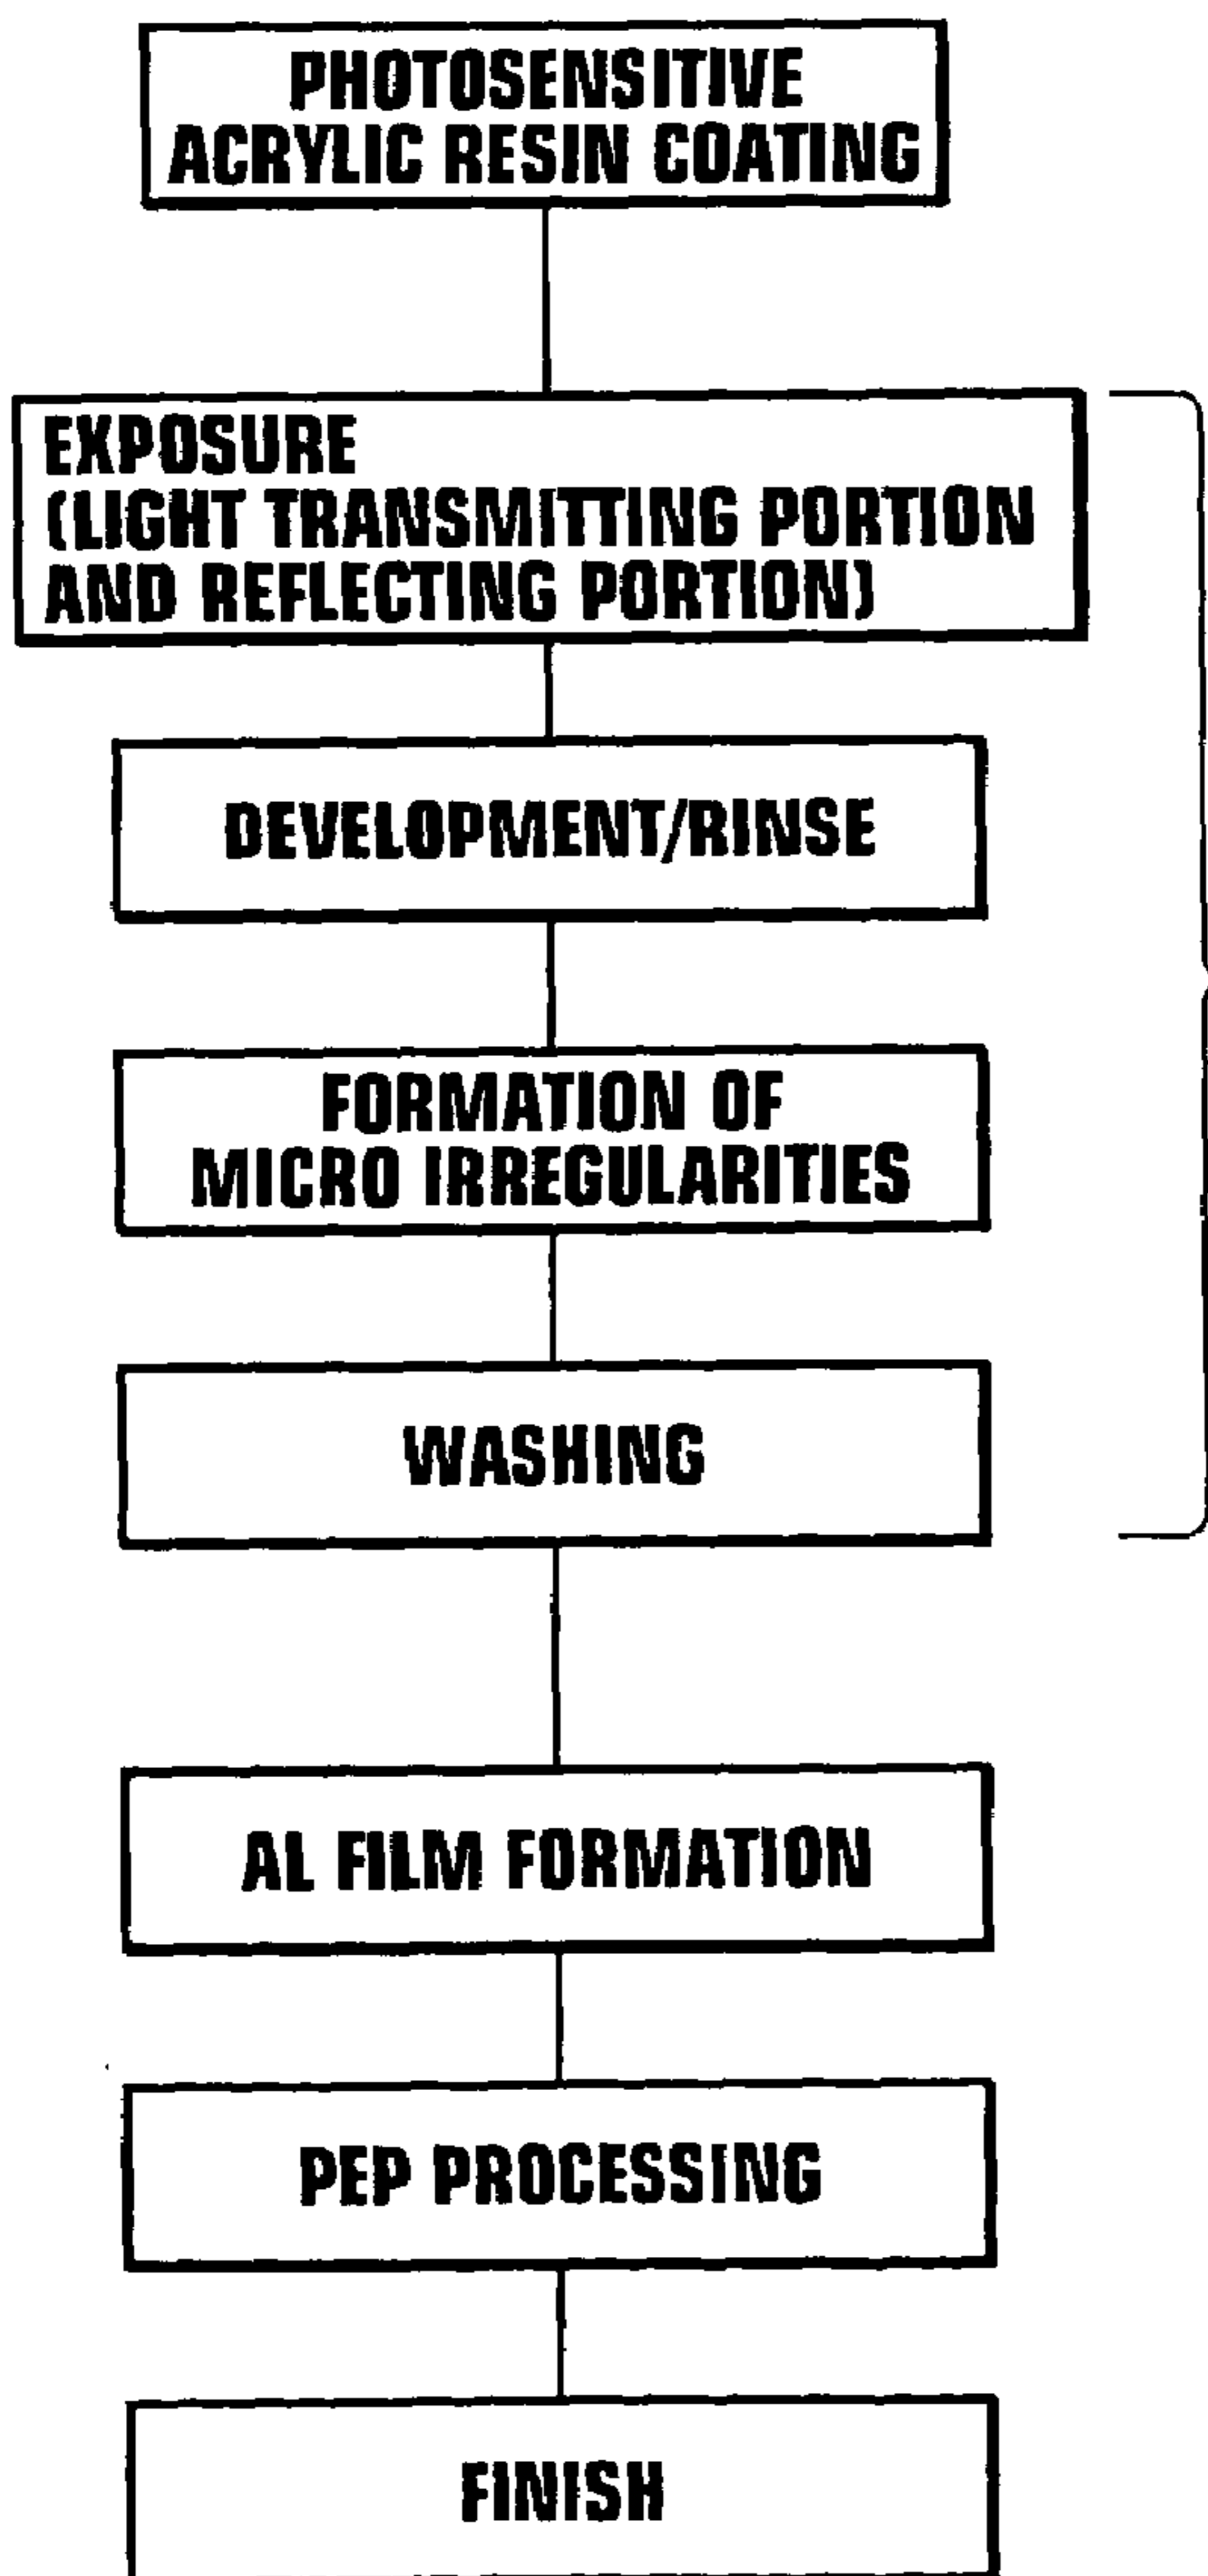 PHOTOSENSITIVE
ACRYLIC RESIN COATING
EXPOSURE
(LIGHT TRANSMITTING PORTION
AND REFLECTING PORTION)
DEVELOPMENT/RINSE
FORMATION OF
MICRO IRREGULARITIES
WASHING
AL FILM FORMATION
PEP PROCESSING
FINISH